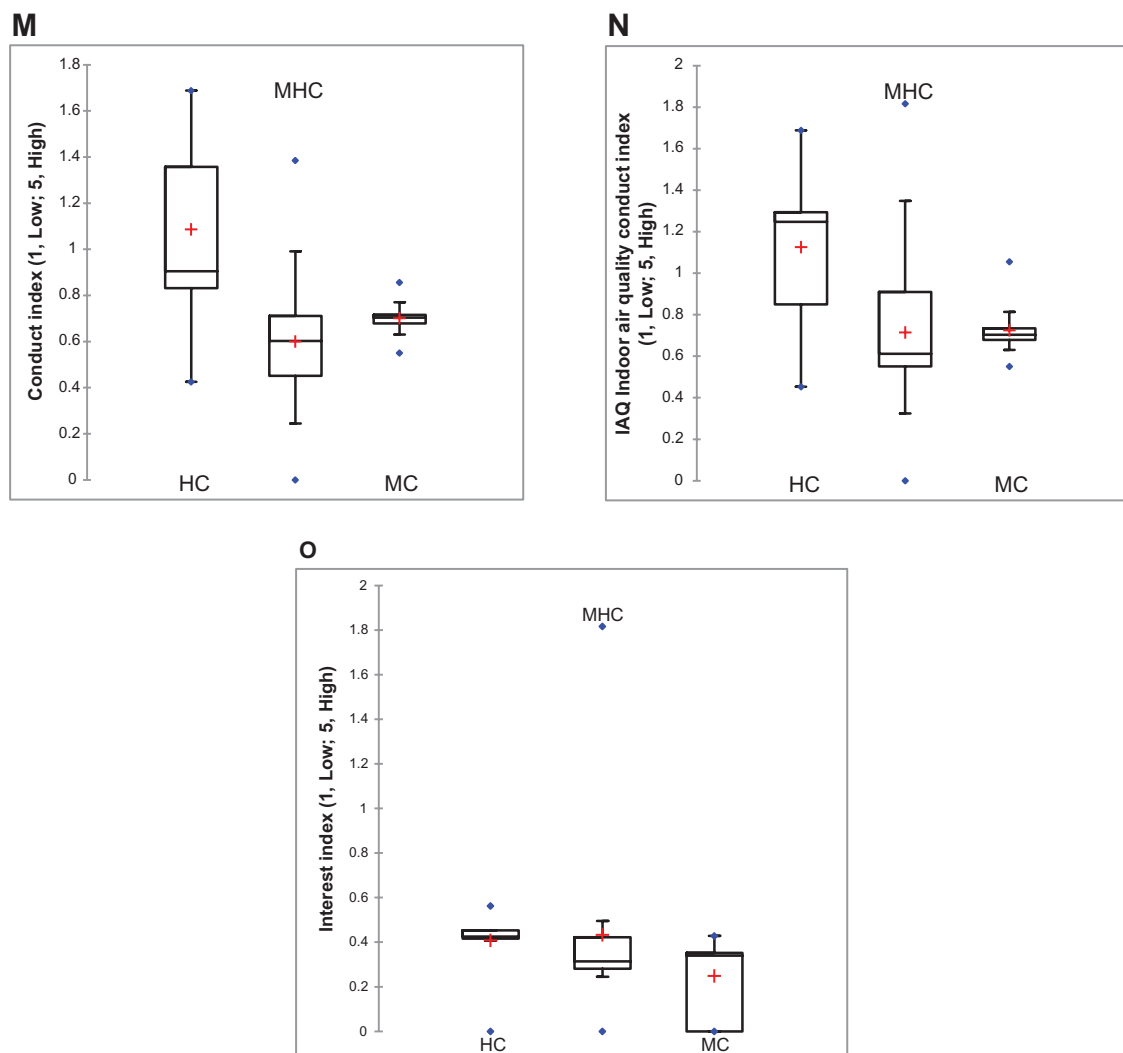 M
Conduct index (1, Low; 5, High)
1.8
1.6
1.4
1.2
1
0.8
0.6
0.4
0.2
0
MHC
HC
MC
N
IAQ Indoor air quality conduct index
(1, Low; 5, High)
2
1.8
1.6
1.4
1.2
1
0.8
0.6
0.4
0.2
0
MHC
HC
MC
O
Interest index (1, Low; 5, High)
2
1.8
1.6
1.4
1.2
1
0.8
0.6
0.4
0.2
0
MHC
HC
MC